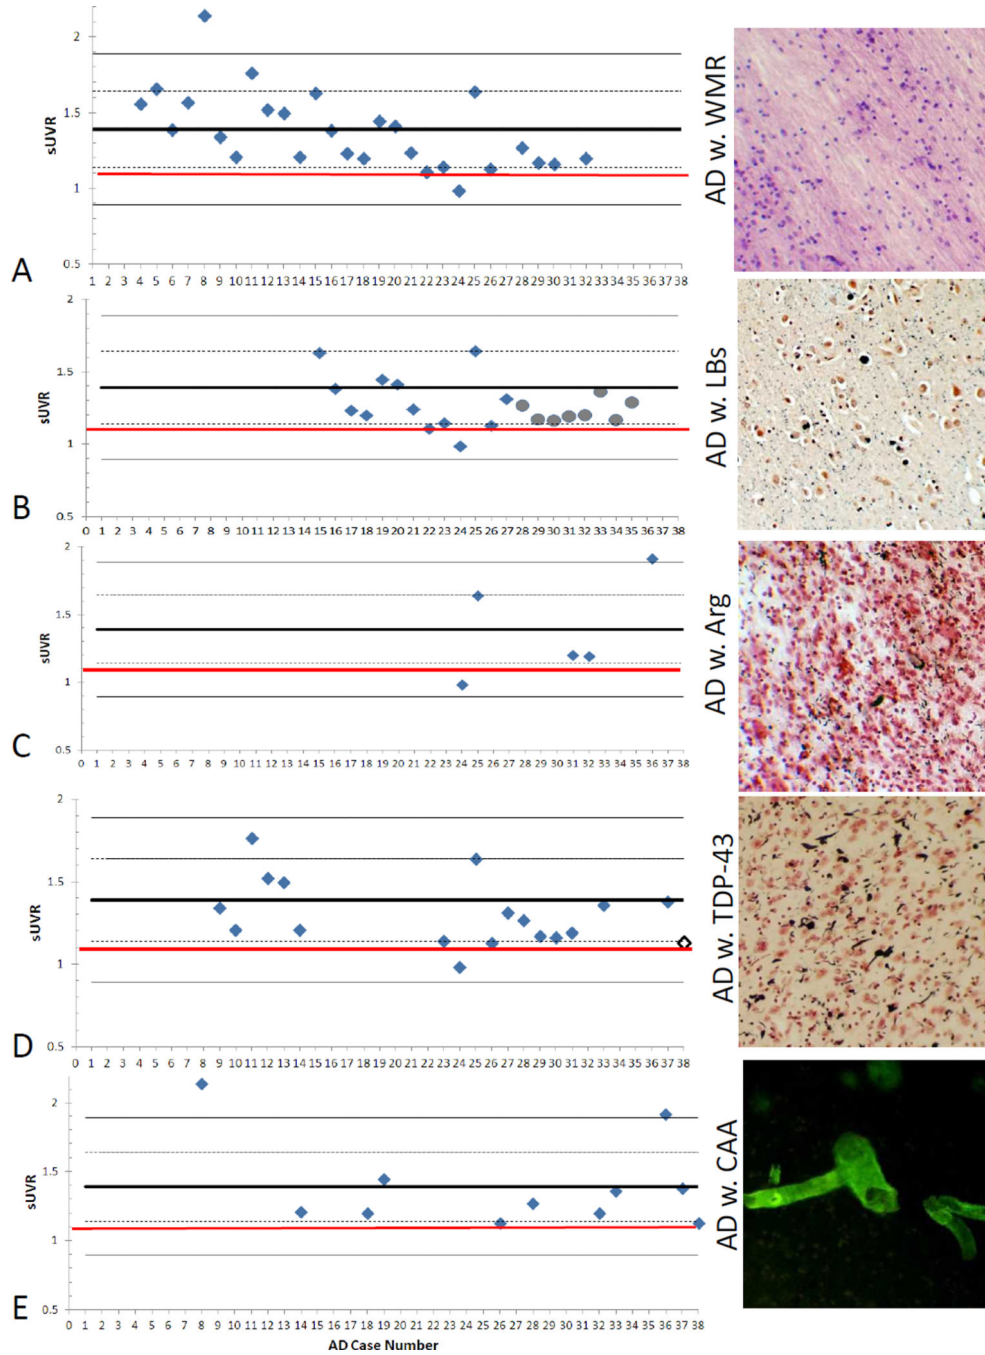 2
1.5
sUVR
1
0.5
A
1 2 3 4 5 6 7 8 9 10 11 12 13 14 15 16 17 18 19 20 21 22 23 24 25 26 27 28 29 30 31 32 33 34 35 36 37 38
AD w. WMR
2
1.5
sUVR
1
0.5
B
0 1 2 3 4 5 6 7 8 9 10 11 12 13 14 15 16 17 18 19 20 21 22 23 24 25 26 27 28 29 30 31 32 33 34 35 36 37 38
AD w. LBs
2
1.5
sUVR
1
0.5
C
0 1 2 3 4 5 6 7 8 9 10 11 12 13 14 15 16 17 18 19 20 21 22 23 24 25 26 27 28 29 30 31 32 33 34 35 36 37 38
AD w. Arg
2
1.5
sUVR
1
0.5
D
0 1 2 3 4 5 6 7 8 9 10 11 12 13 14 15 16 17 18 19 20 21 22 23 24 25 26 27 28 29 30 31 32 33 34 35 36 37 38
AD w. TDP-43
2
1.5
sUVR
1
0.5
E
0 1 2 3 4 5 6 7 8 9 10 11 12 13 14 15 16 17 18 19 20 21 22 23 24 25 26 27 28 29 30 31 32 33 34 35 36 37 38
AD Case Number
AD w. CAA